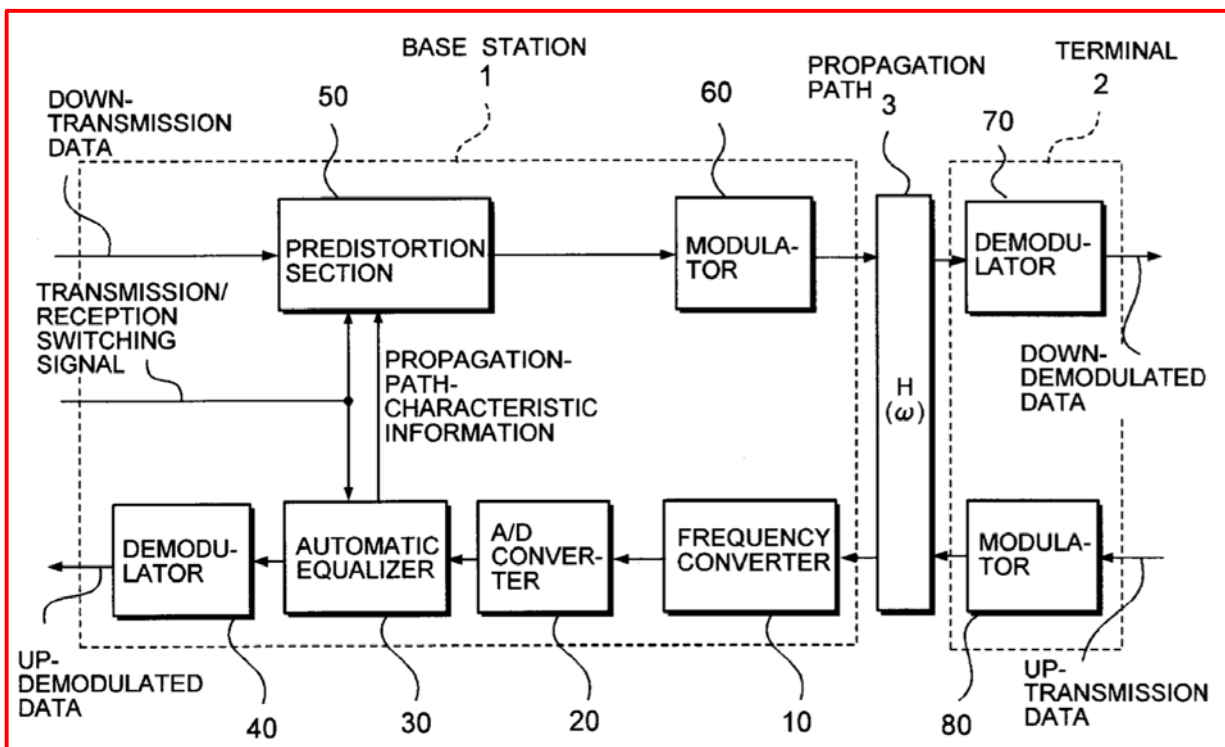 BASE STATION
1
PROPAGATION
PATH 3
TERMINAL
2
DOWN-
TRANSMISSION
DATA
50
60
70
PREDISTORTION
SECTION
MODULA-
TOR
DEMODU-
LATOR
TRANSMISSION/
RECEPTION
SWITCHING
SIGNAL
PROPAGATION-
PATH-
CHARACTERISTIC
INFORMATION
H
(ω)
DOWN-
DEMODULATED
DATA
DEMODU-
LATOR
AUTOMATIC
EQUALIZER
A/D
CONVER-
TER
FREQUENCY
CONVERTER
MODULA-
TOR
UP-
DEMODULATED
DATA
40
30
20
10
80
UP-
TRANSMISSION
DATA